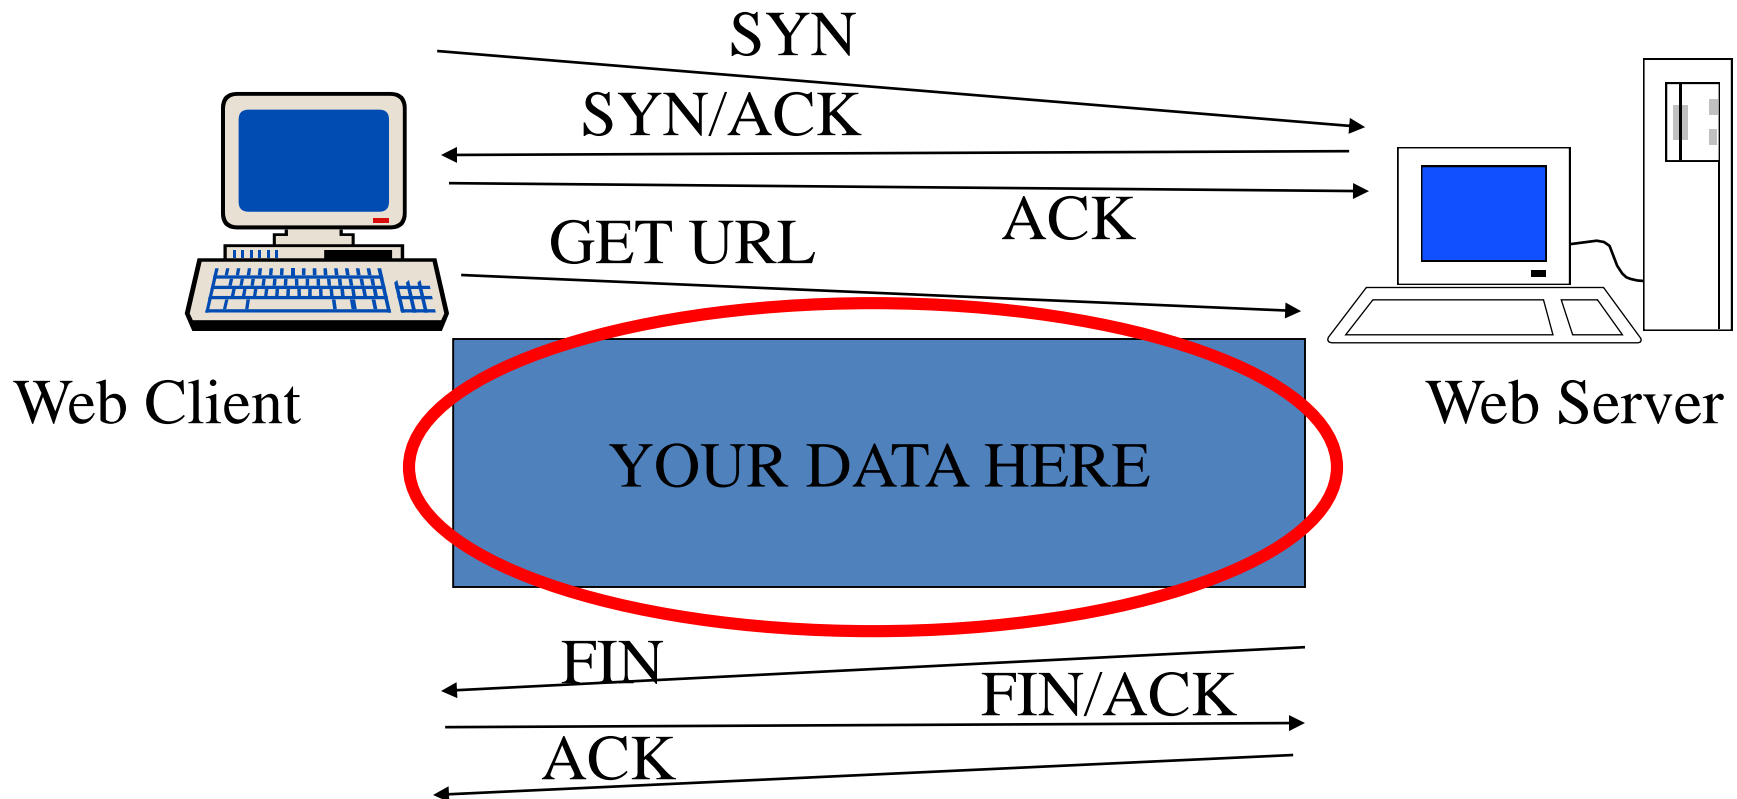 SYN
SYN/ACK
ACK
GET URL
Web Client
Web Server
YOUR DATA HERE
FIN
FIN/ACK
ACK